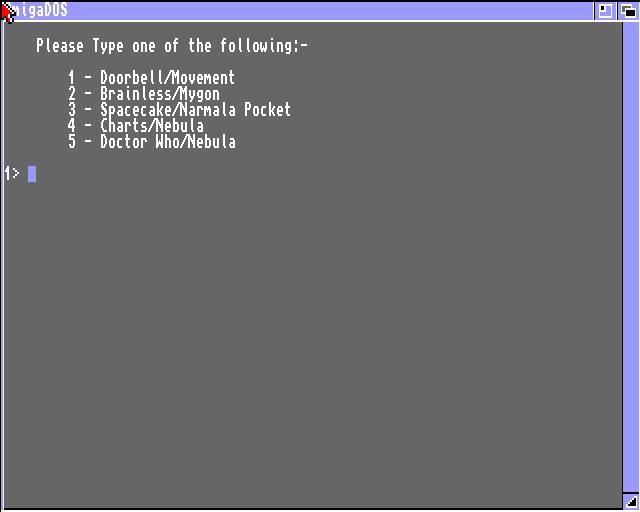 AmigaDOS
Please Type one of the following:-
1 - Doorbell/Movement
2 - Brainless/Mygon
3 - Spacecake/Narmala Pocket
4 - Charts/Nebula
5 - Doctor Who/Nebula
1>